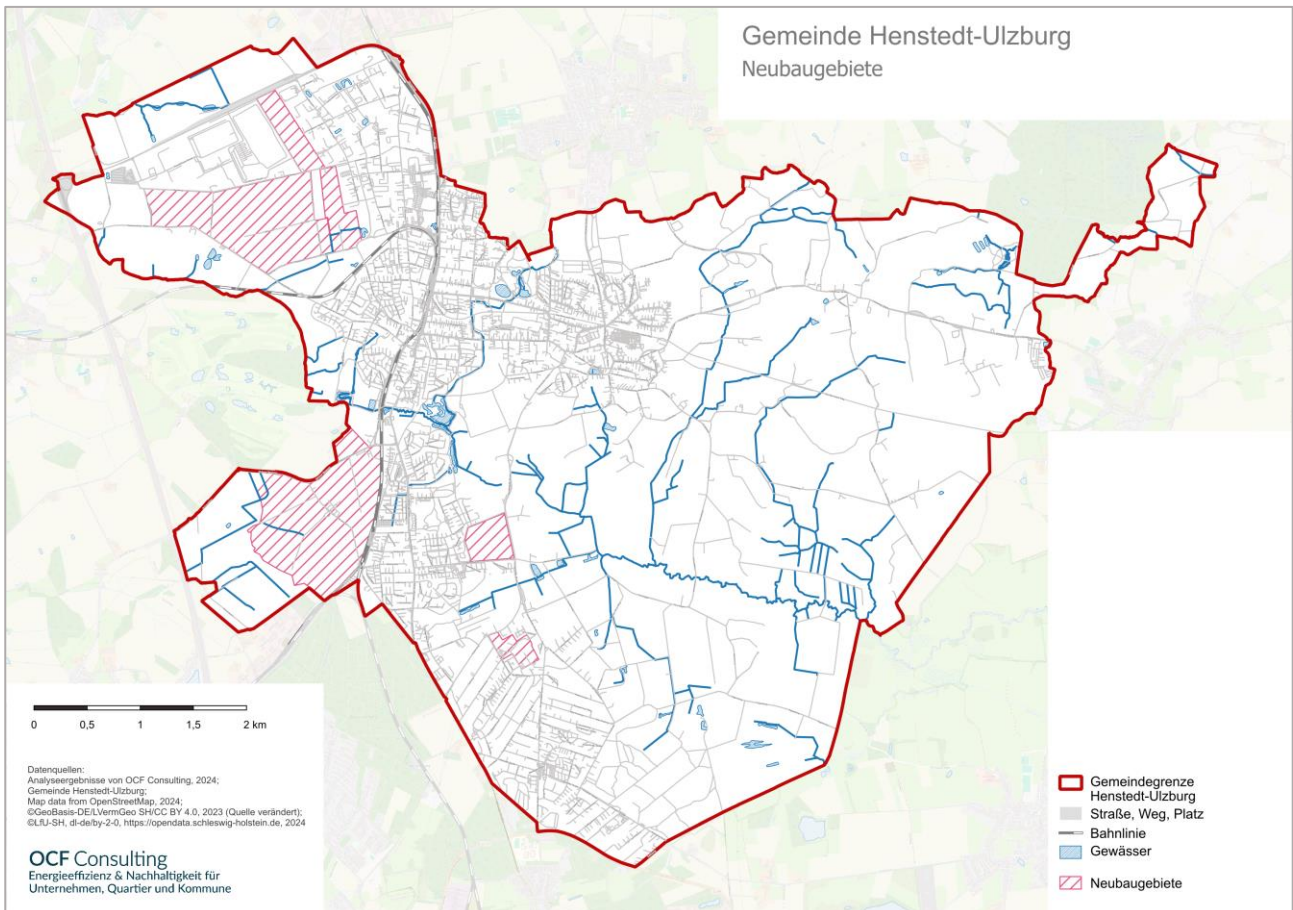 Gemeinde Henstedt-Ulzburg
Neubaugebiete
0 0,5 1 1,5 2 km
Datenquellen:
Analyseergebnisse von OCF Consulting, 2024;
Gemeinde Henstedt-Ulzburg;
Map data from OpenStreetMap, 2024;
©GeoBasis-DE/LVermGeo SH/CC BY 4.0, 2023 (Quelle verändert);
©LfU-SH, dl-de/by-2-0, https://opendata.schleswig-holstein.de, 2024
OCF Consulting
Energieeffizienz & Nachhaltigkeit für
Unternehmen, Quartier und Kommune
Gemeindegrenze
Henstedt-Ulzburg
Straße, Weg, Platz
Bahnlinie
Gewässer
Neubaugebiete